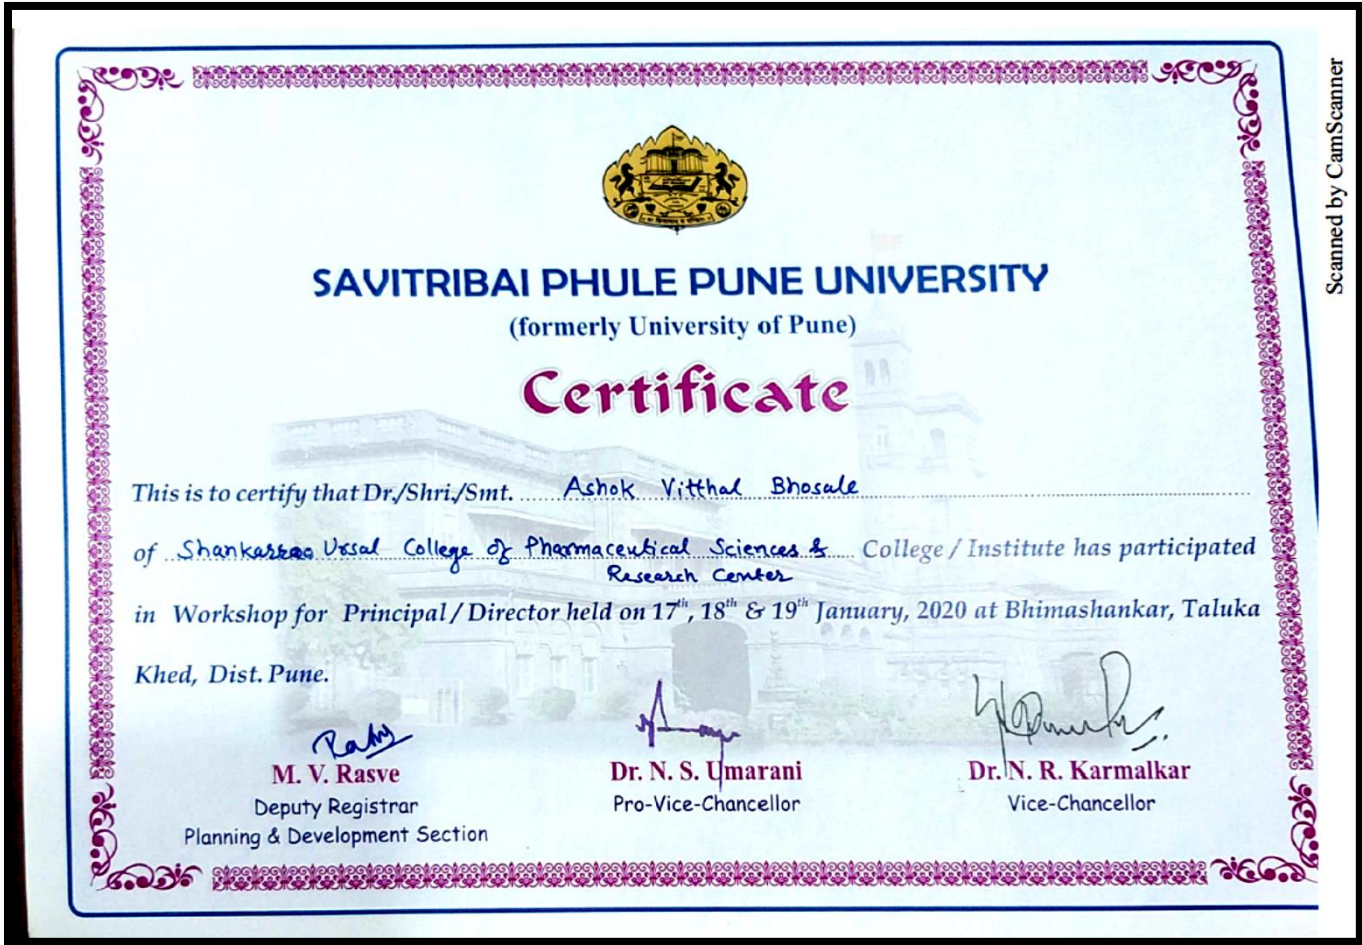 SAVITRIBAI PHULE PUNE UNIVERSITY
(formerly University of Pune)
Certificate
This is to certify that Dr./Shri./Smt. Ashok Vitthal Bhosale
of Shankarrao Ursal College of Pharmaceutical Sciences & College / Institute has participated
Research Center
in Workshop for Principal / Director held on 17th, 18th & 19th January, 2020 at Bhimashankar, Taluka
Khed, Dist. Pune.
M. V. Rasve
Deputy Registrar
Planning & Development Section
Dr. N. S. Umarani
Pro-Vice-Chancellor
Dr. N. R. Karmalkar
Vice-Chancellor
Scanned by CamScanner